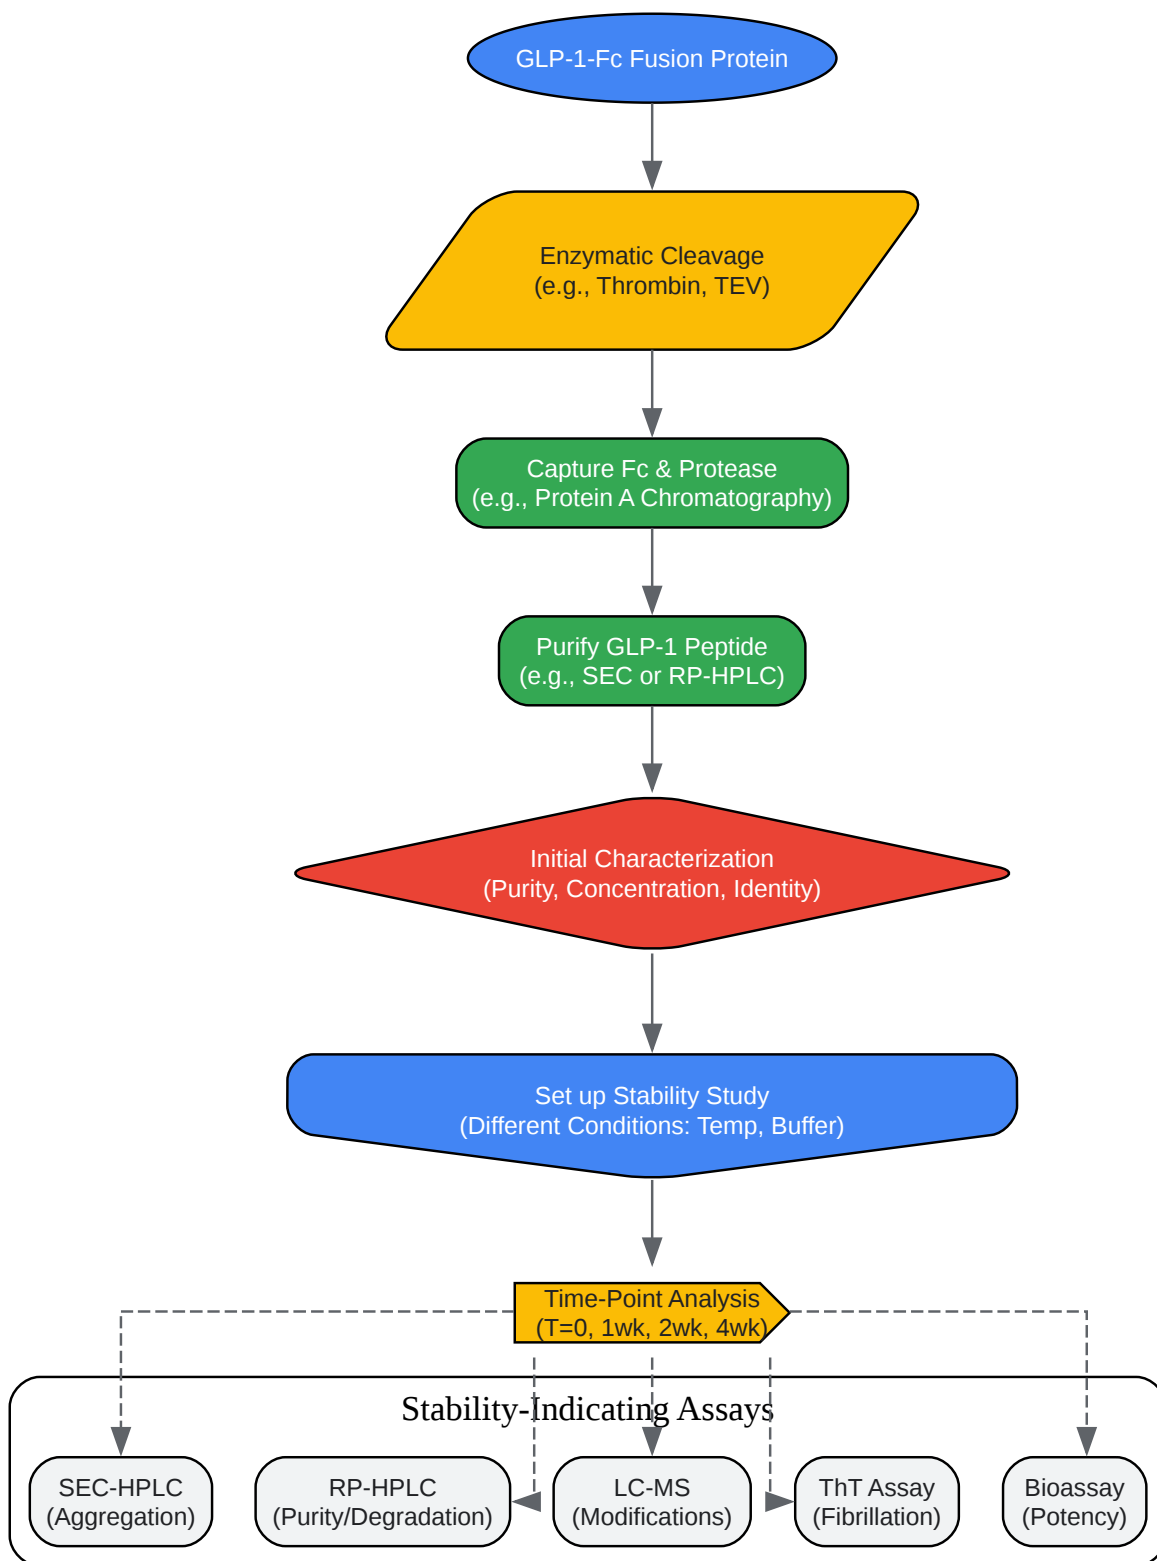 GLP-1-Fc Fusion Protein
Enzymatic Cleavage
(e.g., Thrombin, TEV)
Capture Fc & Protease
(e.g., Protein A Chromatography)
Purify GLP-1 Peptide
(e.g., SEC or RP-HPLC)
Initial Characterization
(Purity, Concentration, Identity)
Set up Stability Study
(Different Conditions: Temp, Buffer)
Time-Point Analysis
(T=0, 1wk, 2wk, 4wk)
Stability-Indicating Assays
SEC-HPLC
(Aggregation)
RP-HPLC
(Purity/Degradation)
LC-MS
(Modifications)
ThT Assay
(Fibrillation)
Bioassay
(Potency)